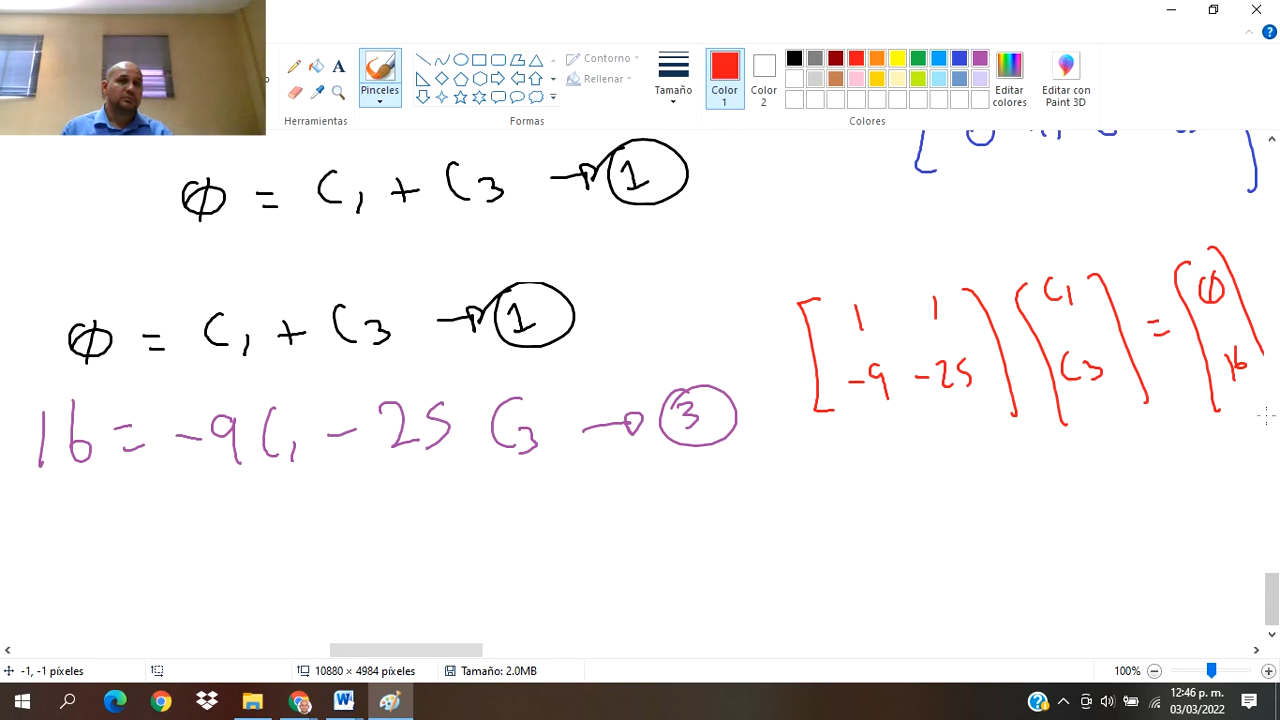 Contorno
Rellenar
Pinceles
Tamaño
Color
1
Color
2
Editar
colores
Editar con
Paint 3D
Herramientas
Formas
Colores
ϕ = C₁ + C₃ → 1
ϕ = C₁ + C₃ → 1
16 = -9C₁ - 25 C₃ → 3
1 1 C₁ = ϕ
-9 -25 C₃ 16
-1, -1 píxeles
10880 × 4984 píxeles
Tamaño: 2.0MB
100%
12:46 p. m.
03/03/2022